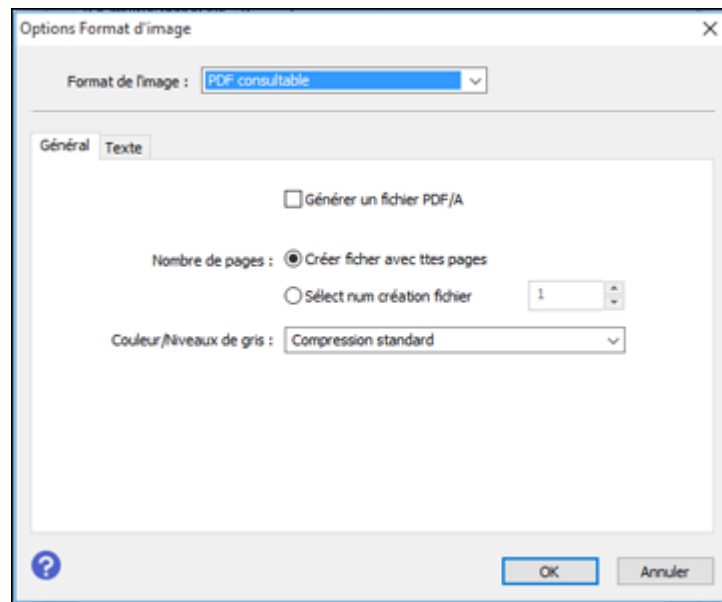 Options Format d'image
Format de l'image : PDF consultable
Général Texte
Générer un fichier PDF/A
Nombre de pages : Créer ficher avec ttes pages
Sélect num création fichier 1
Couleur/Niveaux de gris : Compression standard
? OK Annuler